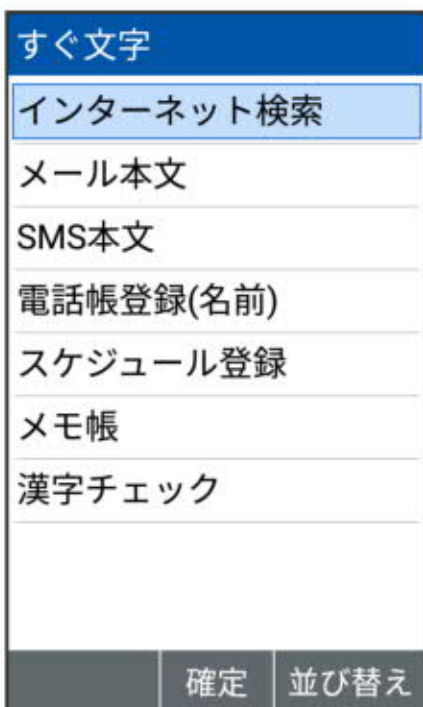 すぐ文字
インターネット検索
メール本文
SMS本文
電話帳登録(名前)
スケジュール登録
メモ帳
漢字チェック
確定 並び替え